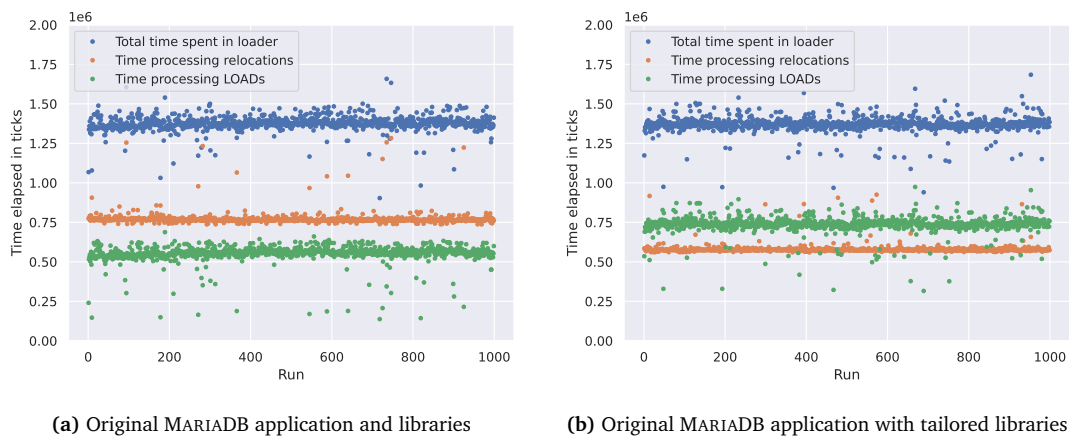 1e6
2.00
1.75
1.50
1.25
1.00
0.75
0.50
0.25
0.00
Time elapsed in ticks
Total time spent in loader
Time processing relocations
Time processing LOADs
0 200 400 600 800 1000
Run
(a) Original MARIADB application and libraries
1e6
2.00
1.75
1.50
1.25
1.00
0.75
0.50
0.25
0.00
Time elapsed in ticks
Total time spent in loader
Time processing relocations
Time processing LOADs
0 200 400 600 800 1000
Run
(b) Original MARIADB application with tailored libraries